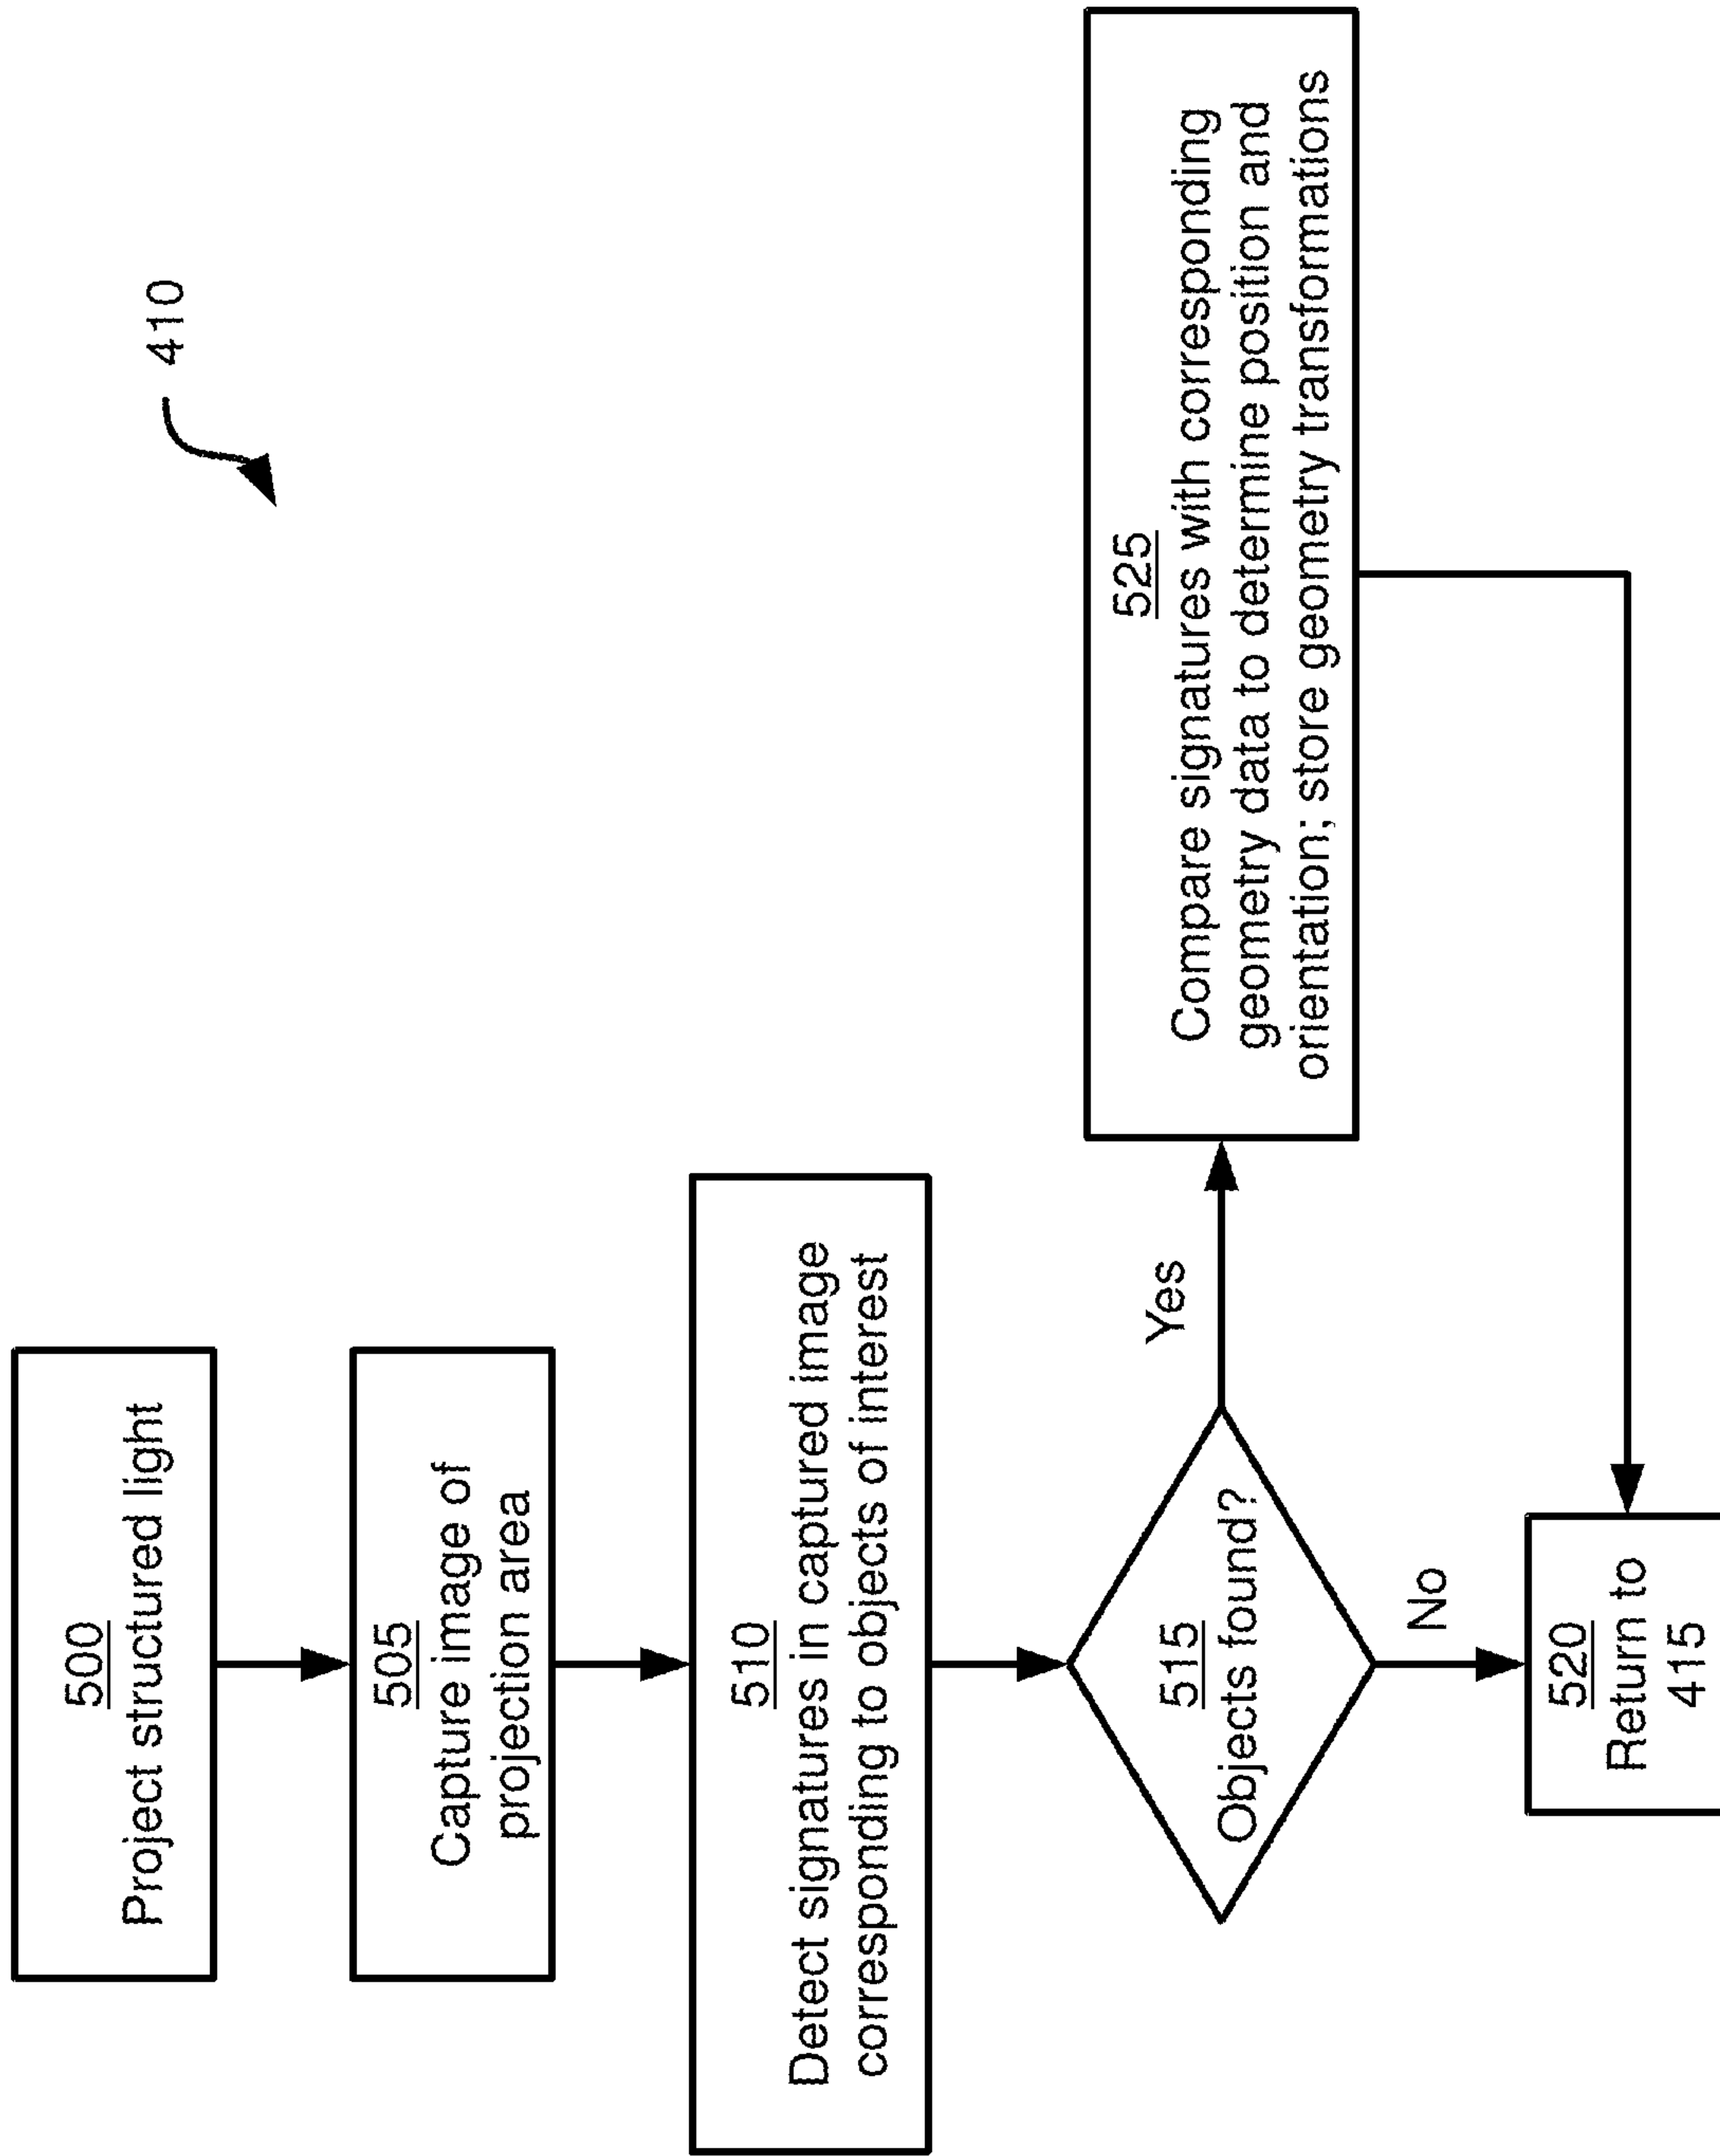 410
500
Project structured light
505
Capture image of
projection area
510
Detect signatures in captured image
corresponding to objects of interest
515
Objects found?
Yes
No
525
Compare signatures with corresponding
geometry data to determine position and
orientation; store geometry transformations
520
Return to
415